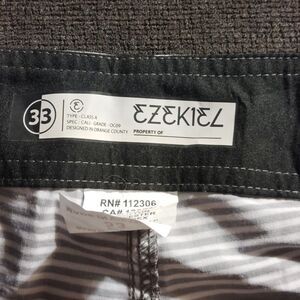 33
E
TYPE - CLASS A
SPEC / CALI - GRADE - OC09
DESIGNED IN ORANGE COUNTY
EZEKIEL
PROPERTY OF
RN# 112306
CA#